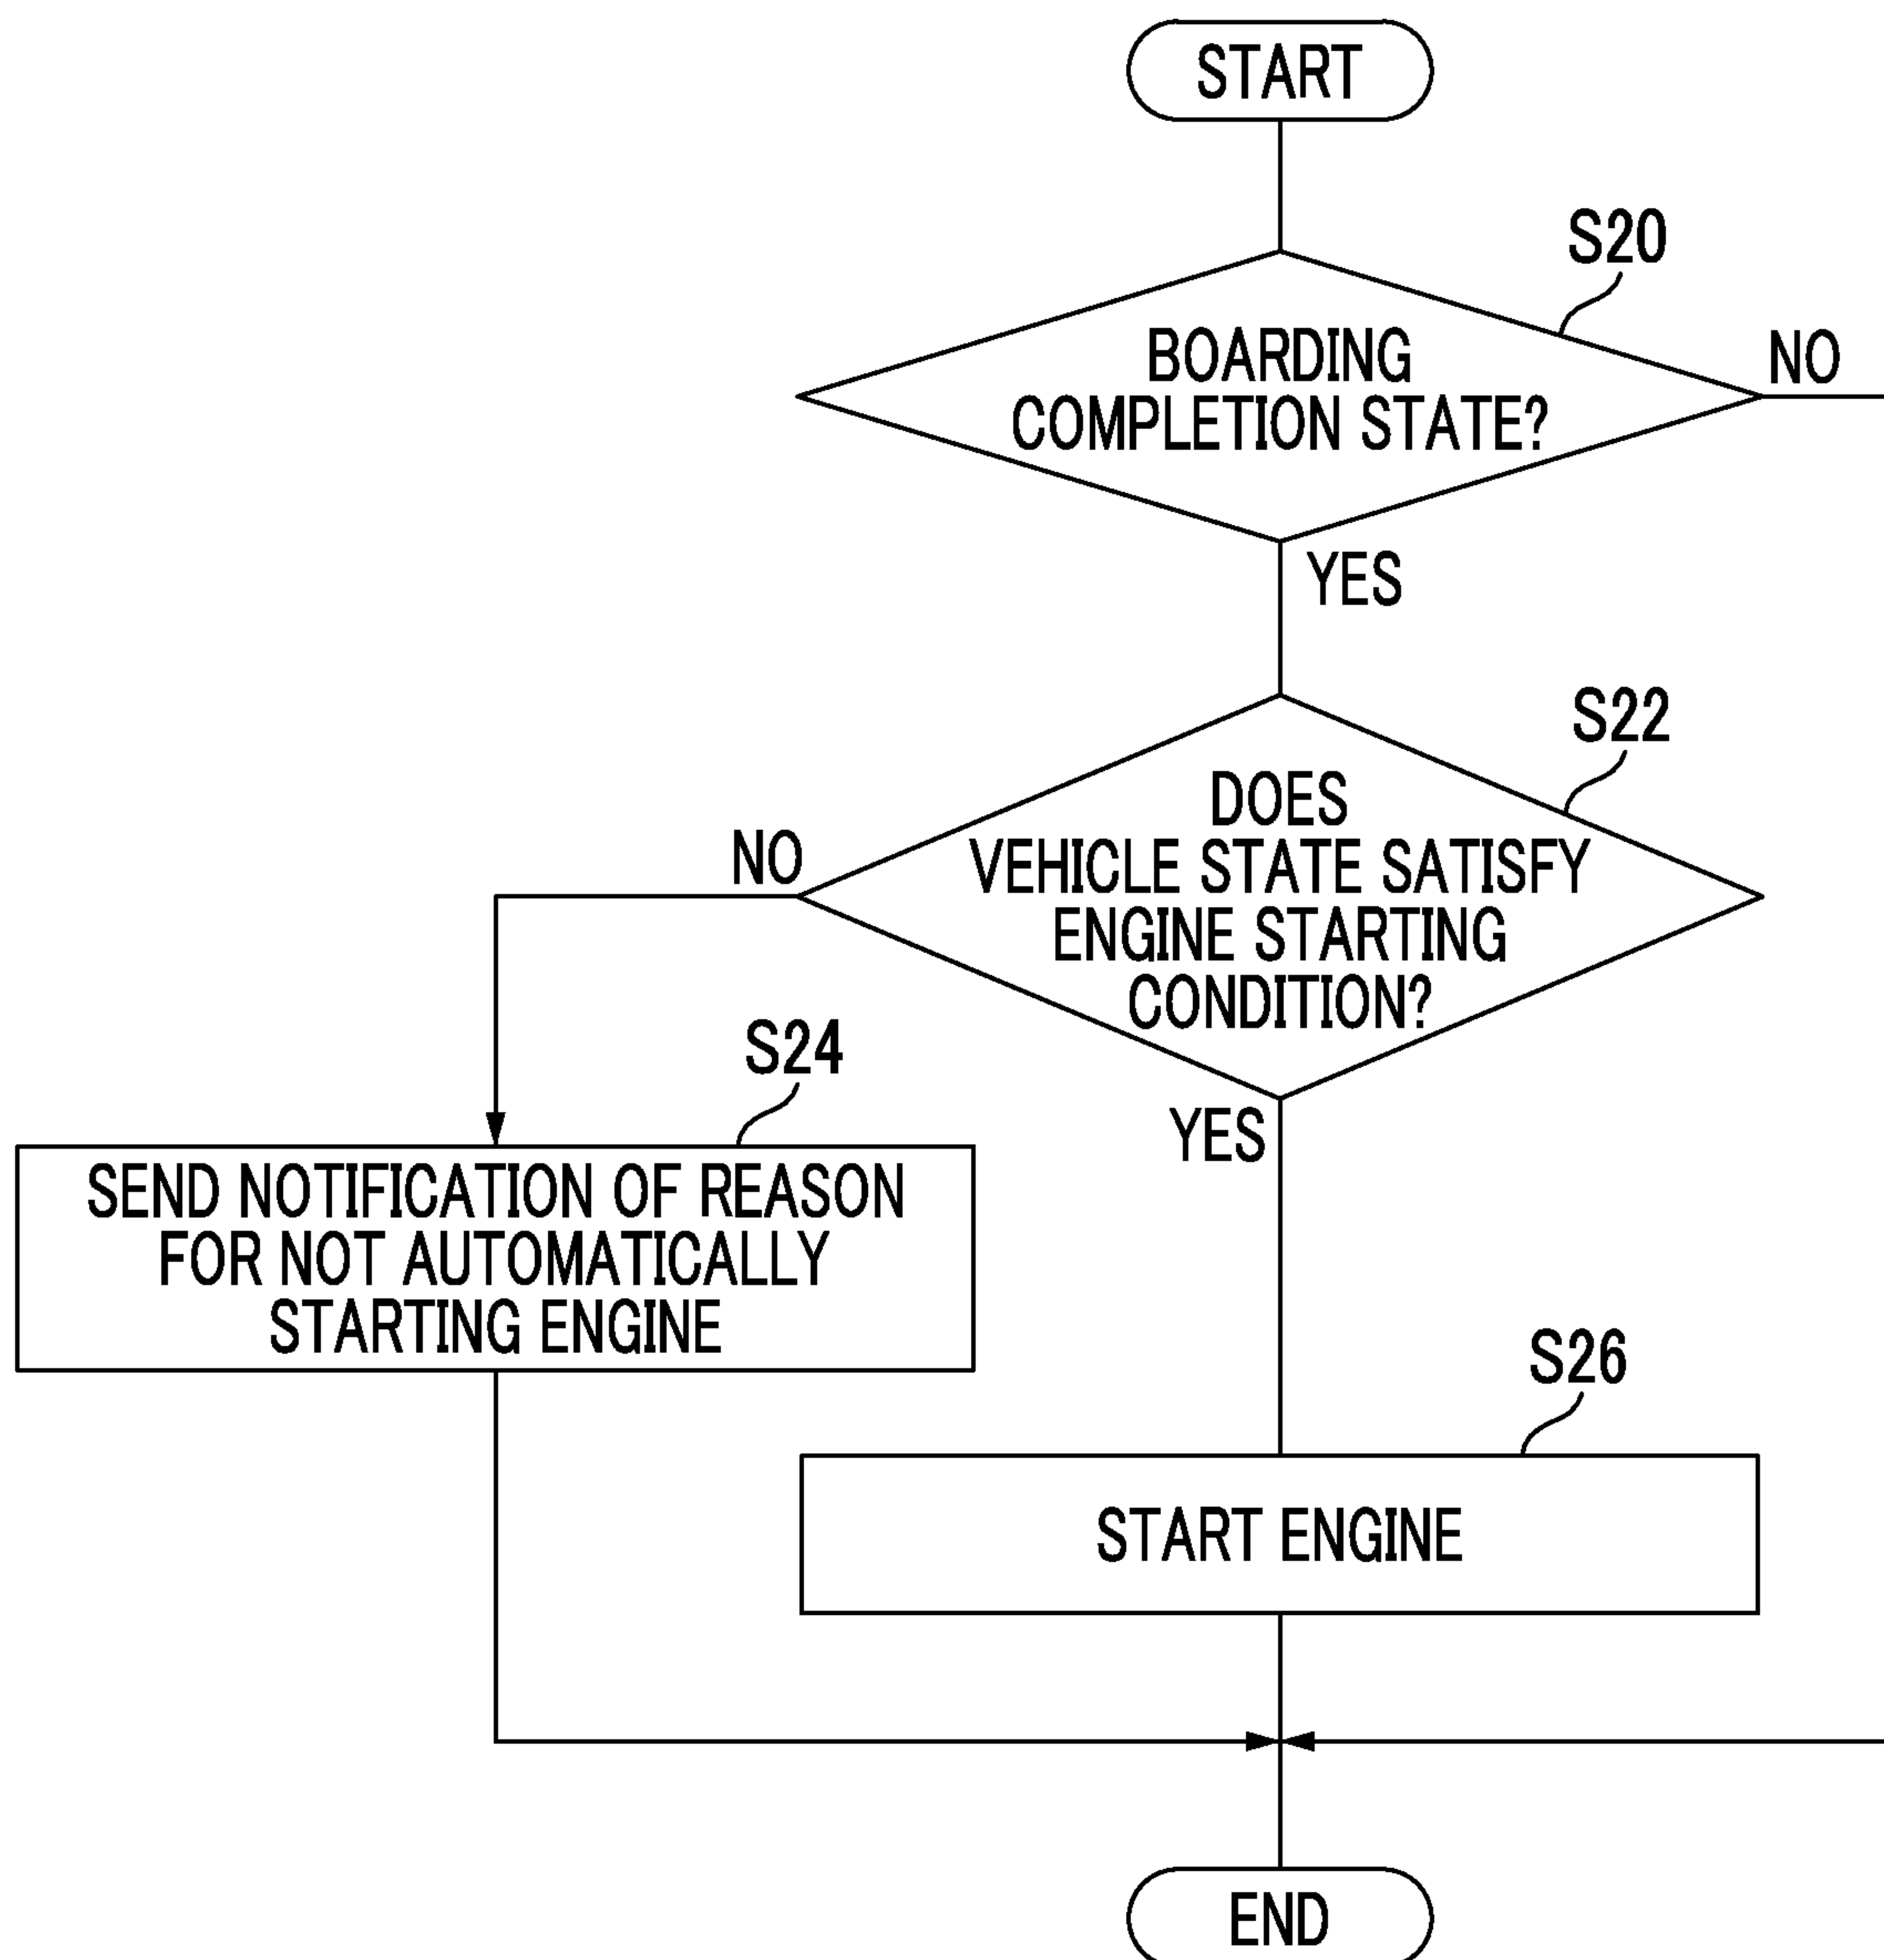 START
S20
BOARDING
COMPLETION STATE?
NO
YES
S22
DOES
VEHICLE STATE SATISFY
ENGINE STARTING
CONDITION?
NO
YES
S24
SEND NOTIFICATION OF REASON
FOR NOT AUTOMATICALLY
STARTING ENGINE
S26
START ENGINE
END